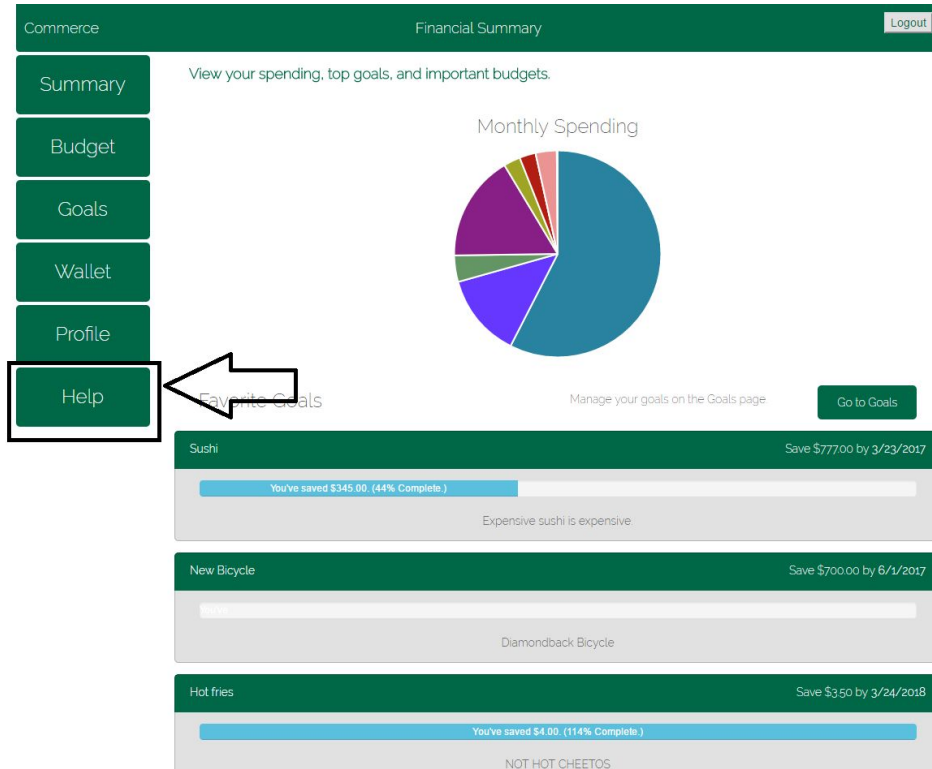 Commerce
Financial Summary
Logout
Summary
Budget
Goals
Wallet
Profile
Help
View your spending, top goals, and important budgets.
Monthly Spending
Favorite Goals
Manage your goals on the Goals page
Go to Goals
Sushi
Save $777.00 by 3/23/2017
You've saved $345.00. (44% Complete.)
Expensive sushi is expensive.
New Bicycle
Save $700.00 by 6/1/2017
Diamondback Bicycle
Hot fries
Save $3.50 by 3/24/2018
You've saved $4.00. (114% Complete.)
NOT HOT CHEETOS